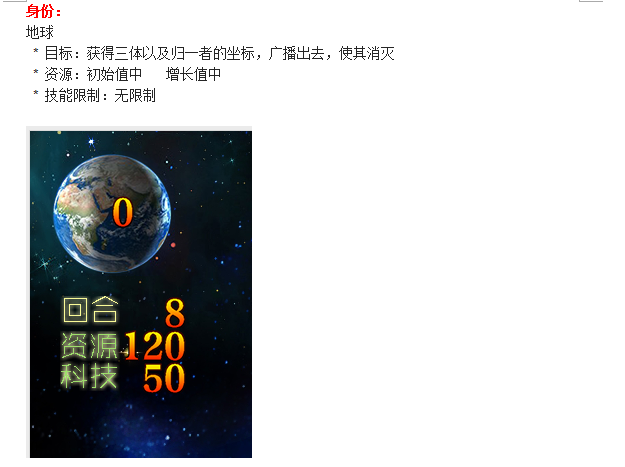 身份：
地球
* 目标：获得三体以及归一者的坐标，广播出去，使其消灭
* 资源：初始值中 增长值中
* 技能限制：无限制
0
回合 8
资源 120
科技 50